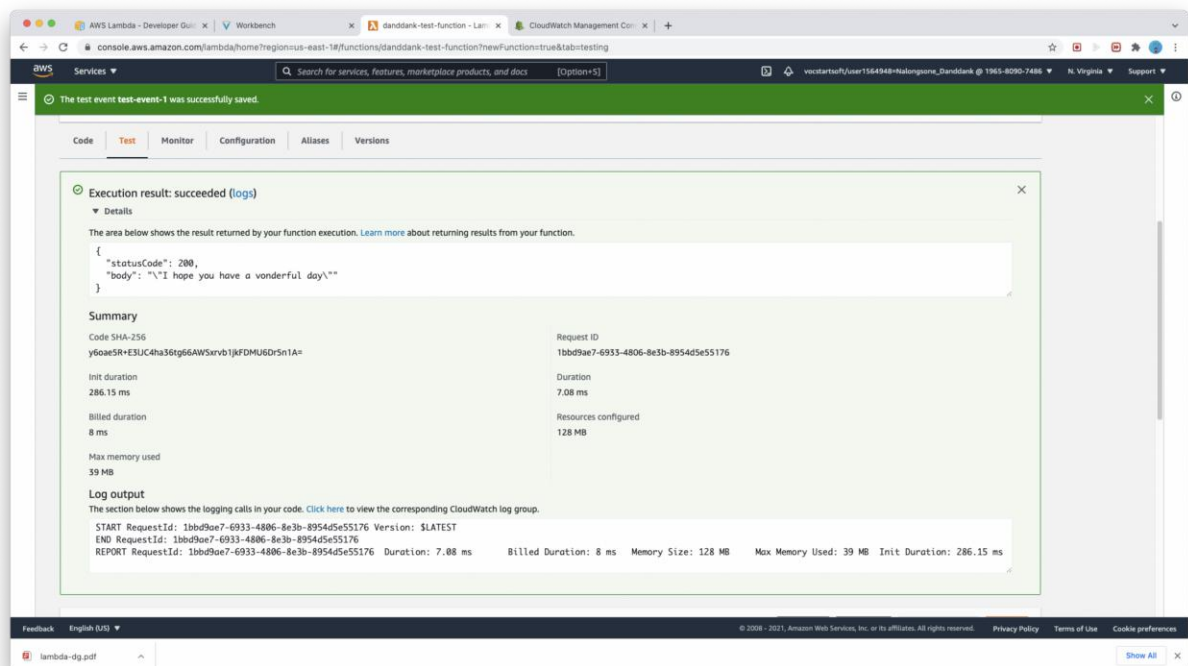 AWS Lambda - Developer Guid
Workbench
danddank-test-function - Lam
CloudWatch Management Con
console.aws.amazon.com/lambda/home?region=us-east-1#/functions/danddank-test-function?newFunction=true&tab=testing
aws Services Search for services, features, marketplace products, and docs [Option+S] vocstartsoft/user1564948=Nalongsone_Danddank @ 1965-8090-7486 N. Virginia Support
The test event test-event-1 was successfully saved.
Code Test Monitor Configuration Aliases Versions
Execution result: succeeded (logs)
Details
The area below shows the result returned by your function execution. Learn more about returning results from your function.
{
"statusCode": 200,
"body": "\"I hope you have a vonderful day\""
}
Summary
Code SHA-256
y6oae5R+E3UC4ha36tg66AWSxrvb1jkFDMU6Dr5n1A=
Request ID
1bbd9ae7-6933-4806-8e3b-8954d5e55176
Init duration
286.15 ms
Duration
7.08 ms
Billed duration
8 ms
Resources configured
128 MB
Max memory used
39 MB
Log output
The section below shows the logging calls in your code. Click here to view the corresponding CloudWatch log group.
START RequestId: 1bbd9ae7-6933-4806-8e3b-8954d5e55176 Version: $LATEST
END RequestId: 1bbd9ae7-6933-4806-8e3b-8954d5e55176
REPORT RequestId: 1bbd9ae7-6933-4806-8e3b-8954d5e55176 Duration: 7.08 ms Billed Duration: 8 ms Memory Size: 128 MB Max Memory Used: 39 MB Init Duration: 286.15 ms
Feedback English (US) © 2008 - 2021, Amazon Web Services, Inc. or its affiliates. All rights reserved. Privacy Policy Terms of Use Cookie preferences
lambda-dg.pdf Show All